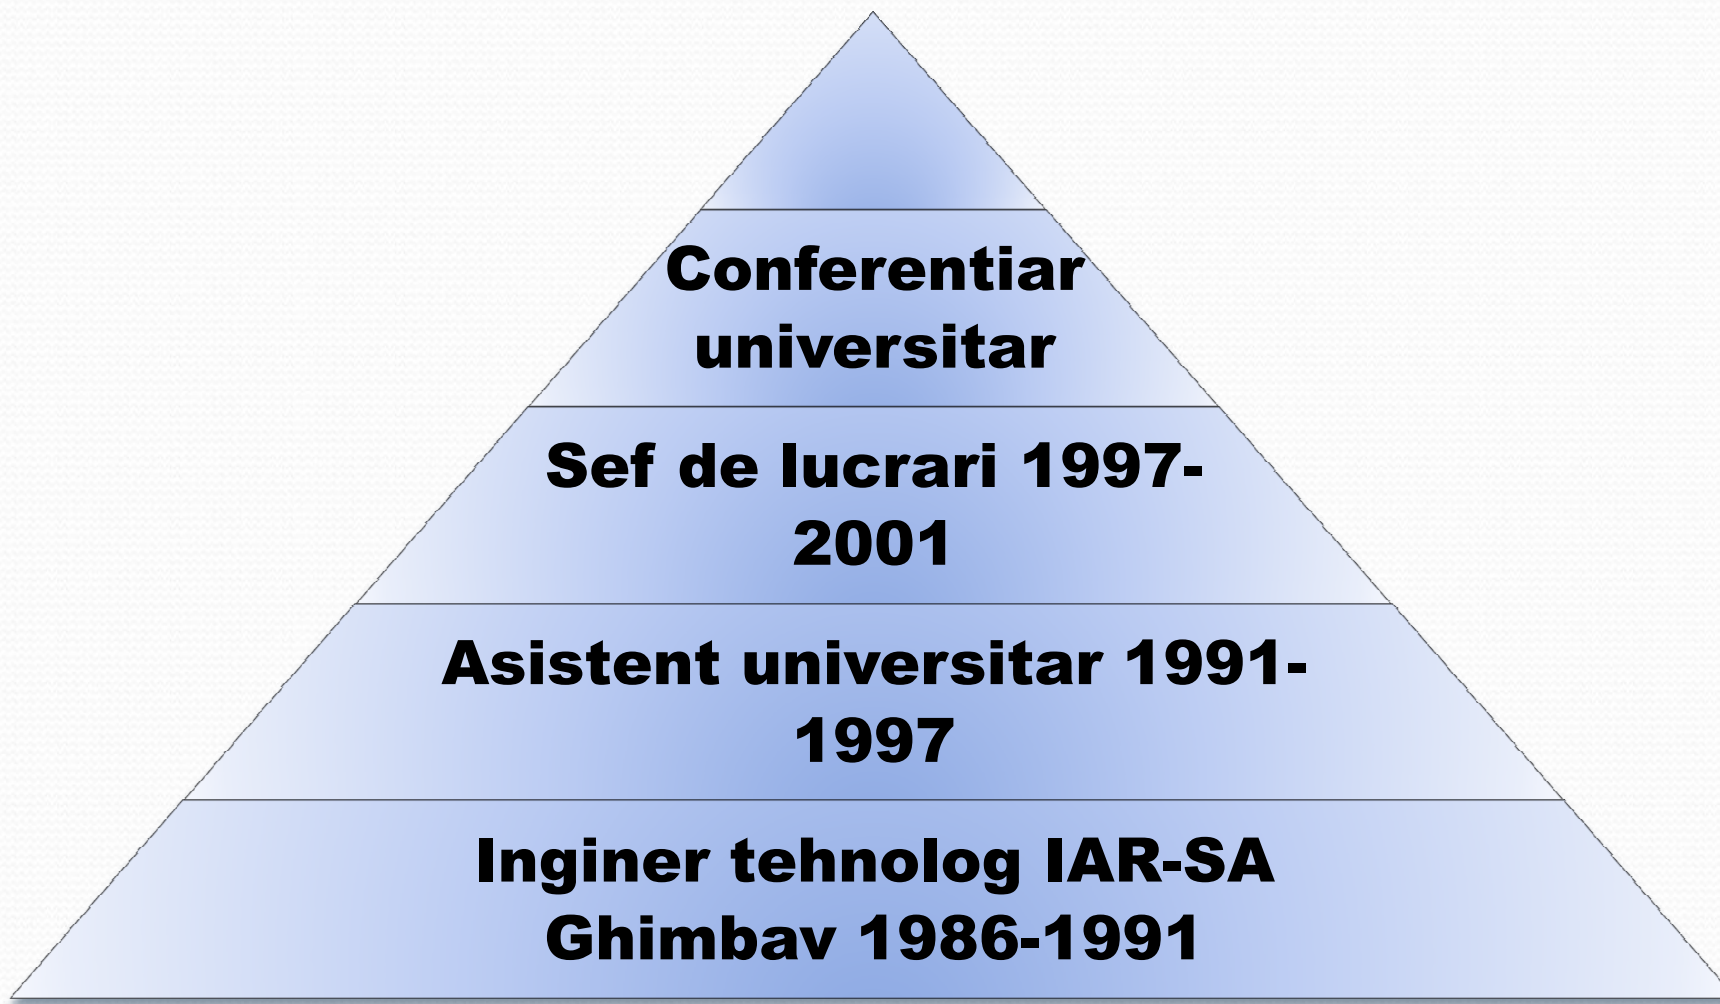 Conferentiar
universitar
Sef de lucrari 1997-
2001
Asistent universitar 1991-
1997
Inginer tehnolog IAR-SA
Ghimbav 1986-1991